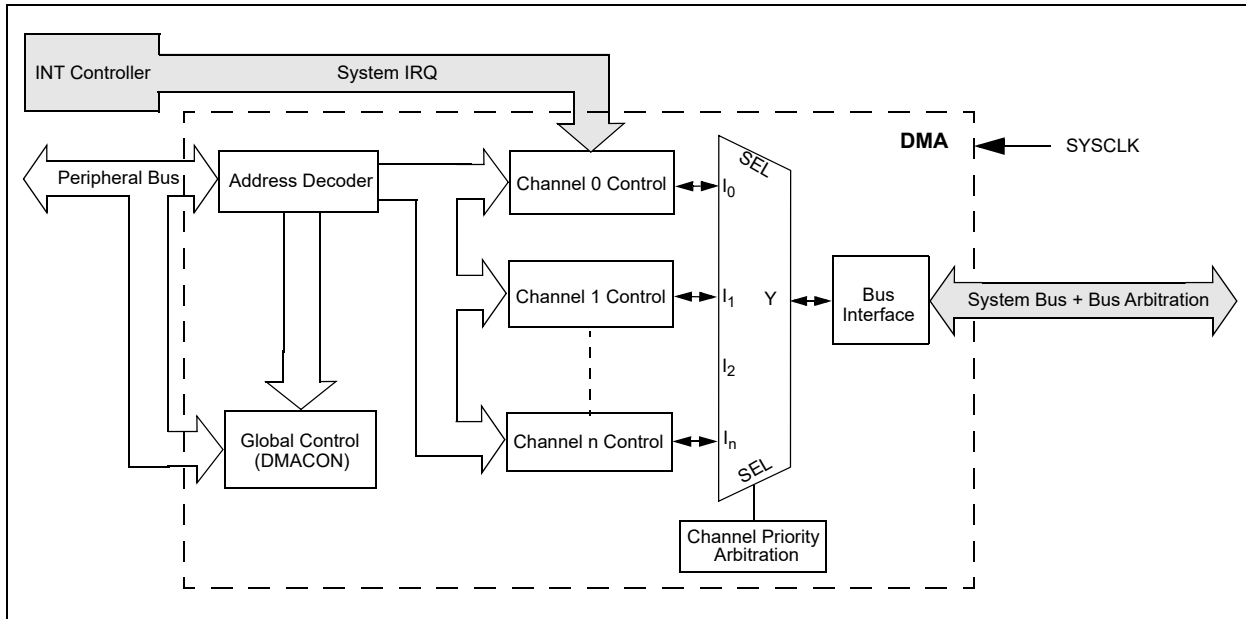 INT Controller
System IRQ
DMA
SYSCLK
Peripheral Bus
Address Decoder
Channel 0 Control
SEL
I0
Channel 1 Control
I1
Y
Bus
Interface
System Bus + Bus Arbitration
I2
Global Control
(DMACON)
Channel n Control
In
SEL
Channel Priority
Arbitration